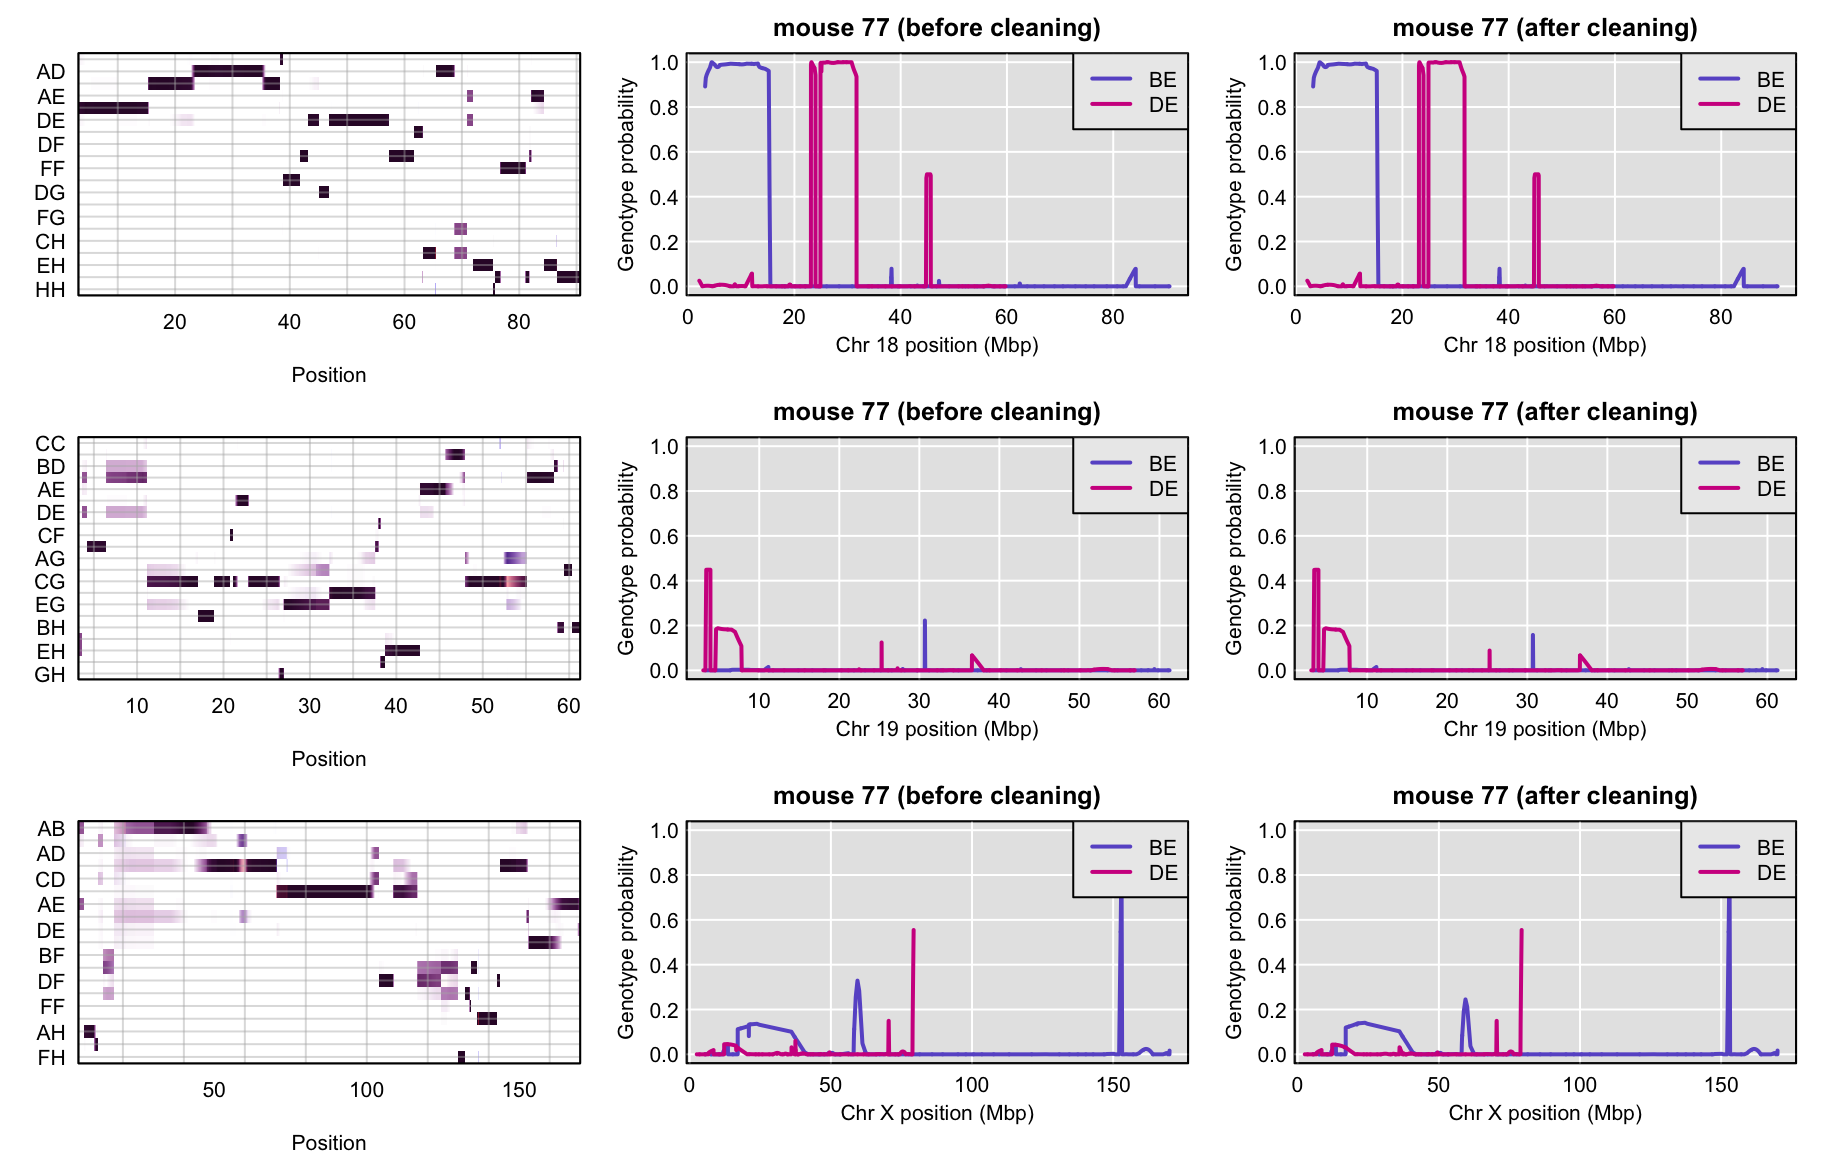 mouse 77 (before cleaning)
mouse 77 (after cleaning)
AD
AE
DE
DF
FF
DG
FG
CH
EH
HH
20 40 60 80
Position
Genotype probability
1.0
0.8
0.6
0.4
0.2
0.0
BE
DE
0 20 40 60 80
Chr 18 position (Mbp)
Genotype probability
1.0
0.8
0.6
0.4
0.2
0.0
BE
DE
0 20 40 60 80
Chr 18 position (Mbp)
mouse 77 (before cleaning)
mouse 77 (after cleaning)
CC
BD
AE
DE
CF
AG
CG
EG
BH
EH
GH
10 20 30 40 50 60
Position
Genotype probability
1.0
0.8
0.6
0.4
0.2
0.0
BE
DE
10 20 30 40 50 60
Chr 19 position (Mbp)
Genotype probability
1.0
0.8
0.6
0.4
0.2
0.0
BE
DE
10 20 30 40 50 60
Chr 19 position (Mbp)
mouse 77 (before cleaning)
mouse 77 (after cleaning)
AB
AD
CD
AE
DE
BF
DF
FF
AH
FH
50 100 150
Position
Genotype probability
1.0
0.8
0.6
0.4
0.2
0.0
BE
DE
0 50 100 150
Chr X position (Mbp)
Genotype probability
1.0
0.8
0.6
0.4
0.2
0.0
BE
DE
0 50 100 150
Chr X position (Mbp)